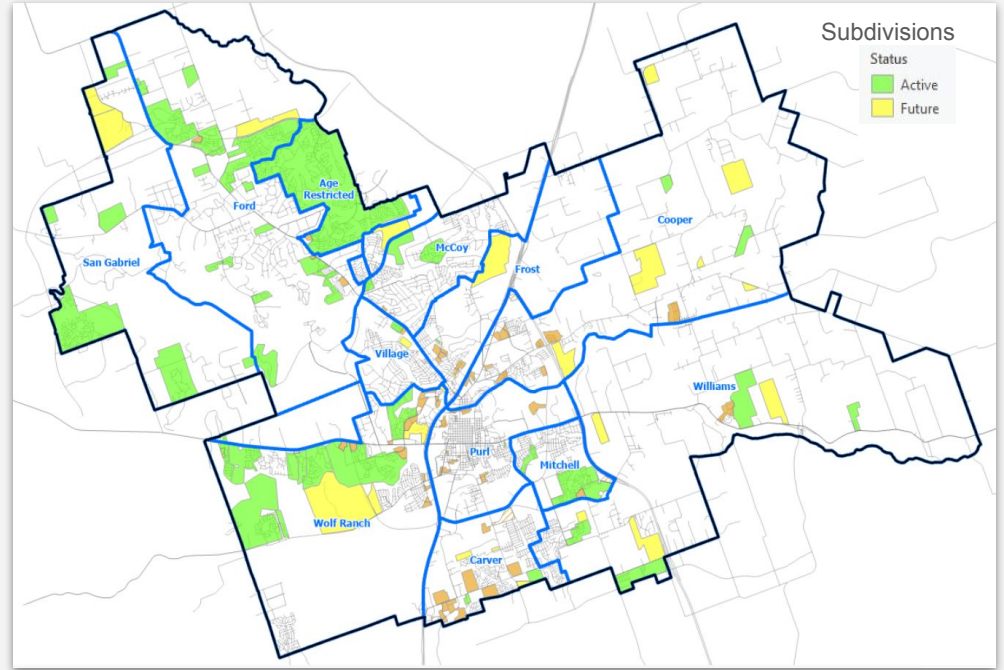 Subdivisions
Status
Active
Future
Age
Restricted
Ford
Cooper
McCoy
San Gabriel
Frost
Village
Williams
Purl
Mitchell
Wolf Ranch
Carver